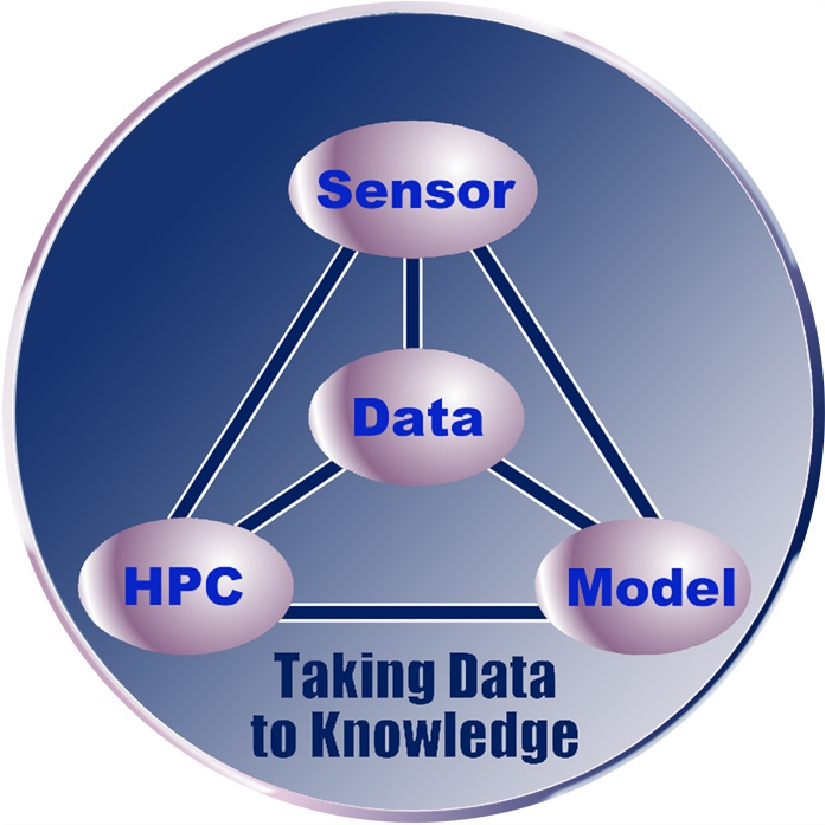 Sensor
Data
HPC
Model
Taking Data
to Knowledge